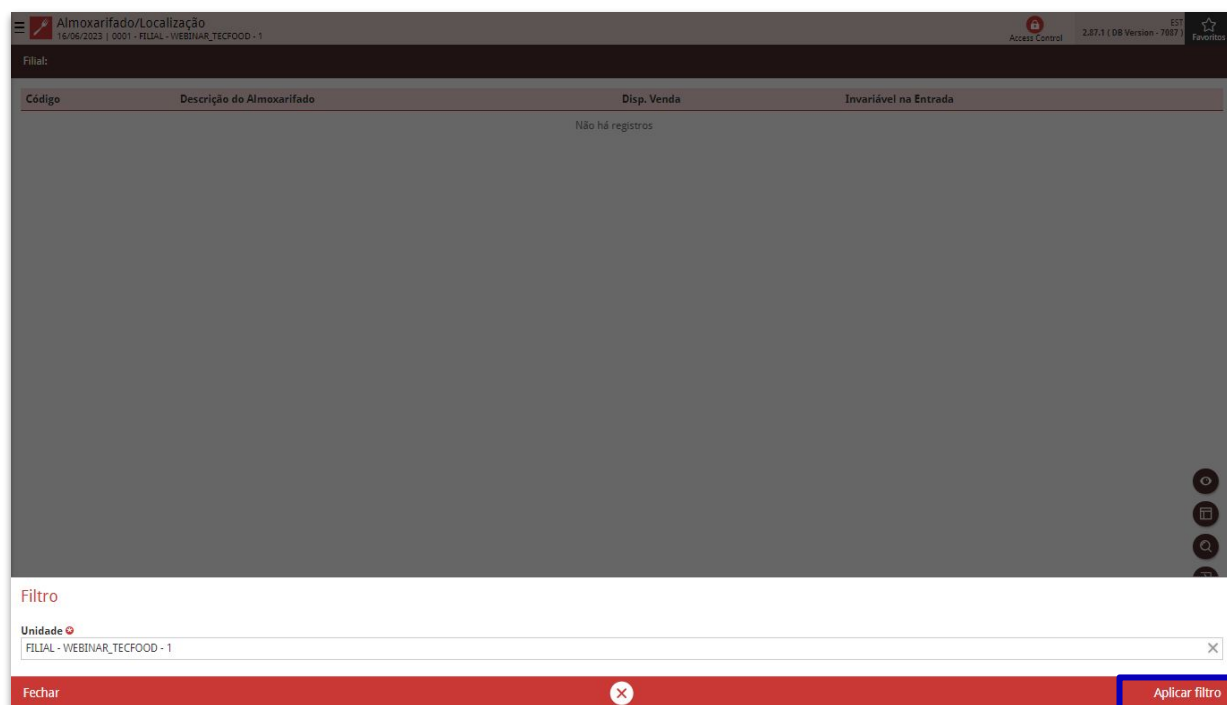 Almoxarifado/Localização
16/06/2023 | 0001 - FILIAL - WEBINAR_TECFOOD - 1
Access Control
EST
2.87.1 ( DB Version - 7087 )
Favoritos
Filial:
Código Descrição do Almoxarifado Disp. Venda Invariável na Entrada
Não há registros
Filtro
Unidade
FILIAL - WEBINAR_TECFOOD - 1
Fechar Aplicar filtro